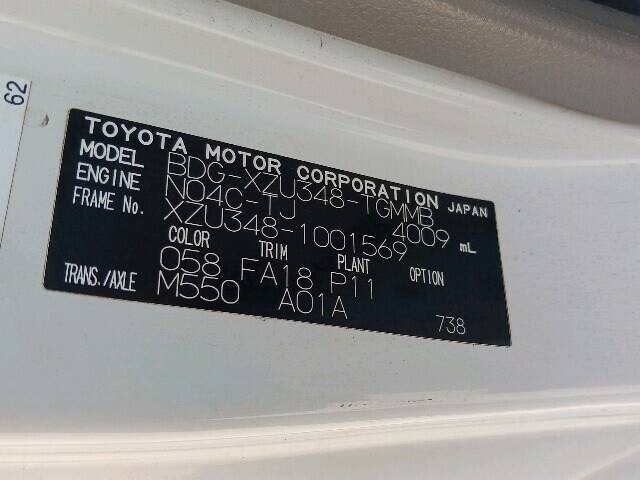 62
TOYOTA MOTOR CORPORATION JAPAN
MODEL BDG-XZU348-TGMMB
ENGINE N04C-TJ 4009 mL
FRAME No. XZU348-1001569
COLOR TRIM PLANT OPTION
058 FA18 P11
TRANS./AXLE M550 A01A
738